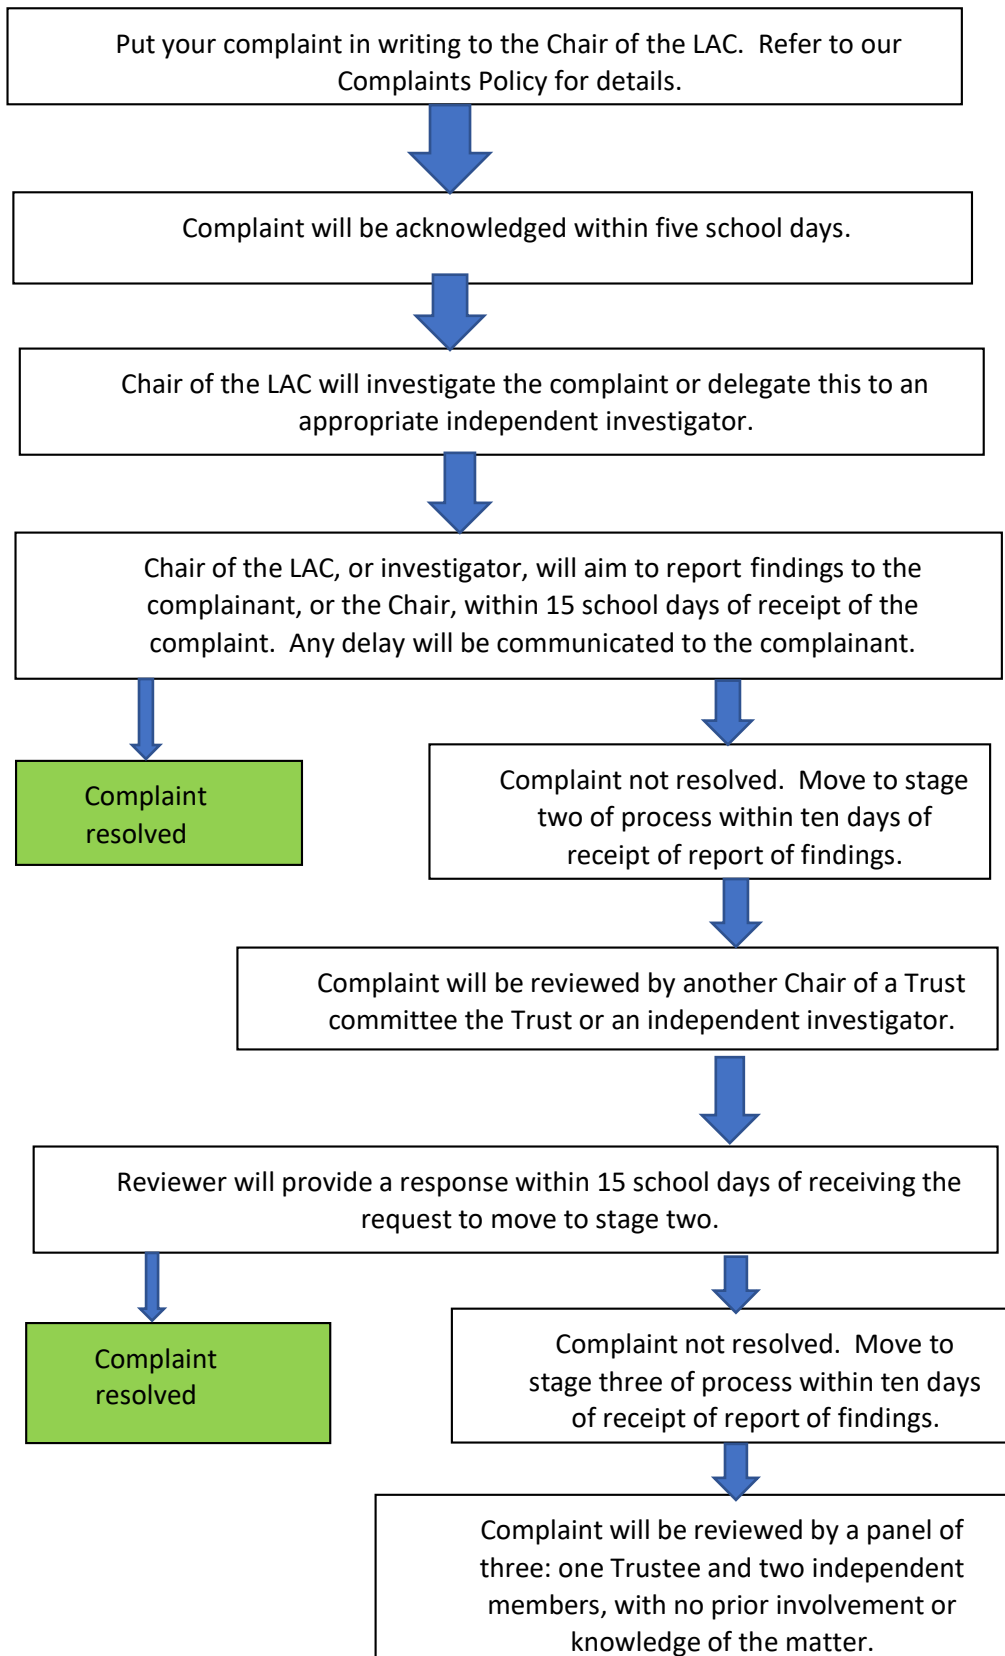 Put your complaint in writing to the Chair of the LAC.  Refer to our
Complaints Policy for details.
Complaint will be acknowledged within five school days.
Chair of the LAC will investigate the complaint or delegate this to an
appropriate independent investigator.
Chair of the LAC, or investigator, will aim to report findings to the
complainant, or the Chair, within 15 school days of receipt of the
complaint.  Any delay will be communicated to the complainant.
Complaint
resolved
Complaint not resolved.  Move to stage
two of process within ten days of
receipt of report of findings.
Complaint will be reviewed by another Chair of a Trust
committee the Trust or an independent investigator.
Reviewer will provide a response within 15 school days of receiving the
request to move to stage two.
Complaint
resolved
Complaint not resolved.  Move to
stage three of process within ten days
of receipt of report of findings.
Complaint will be reviewed by a panel of
three: one Trustee and two independent
members, with no prior involvement or
knowledge of the matter.